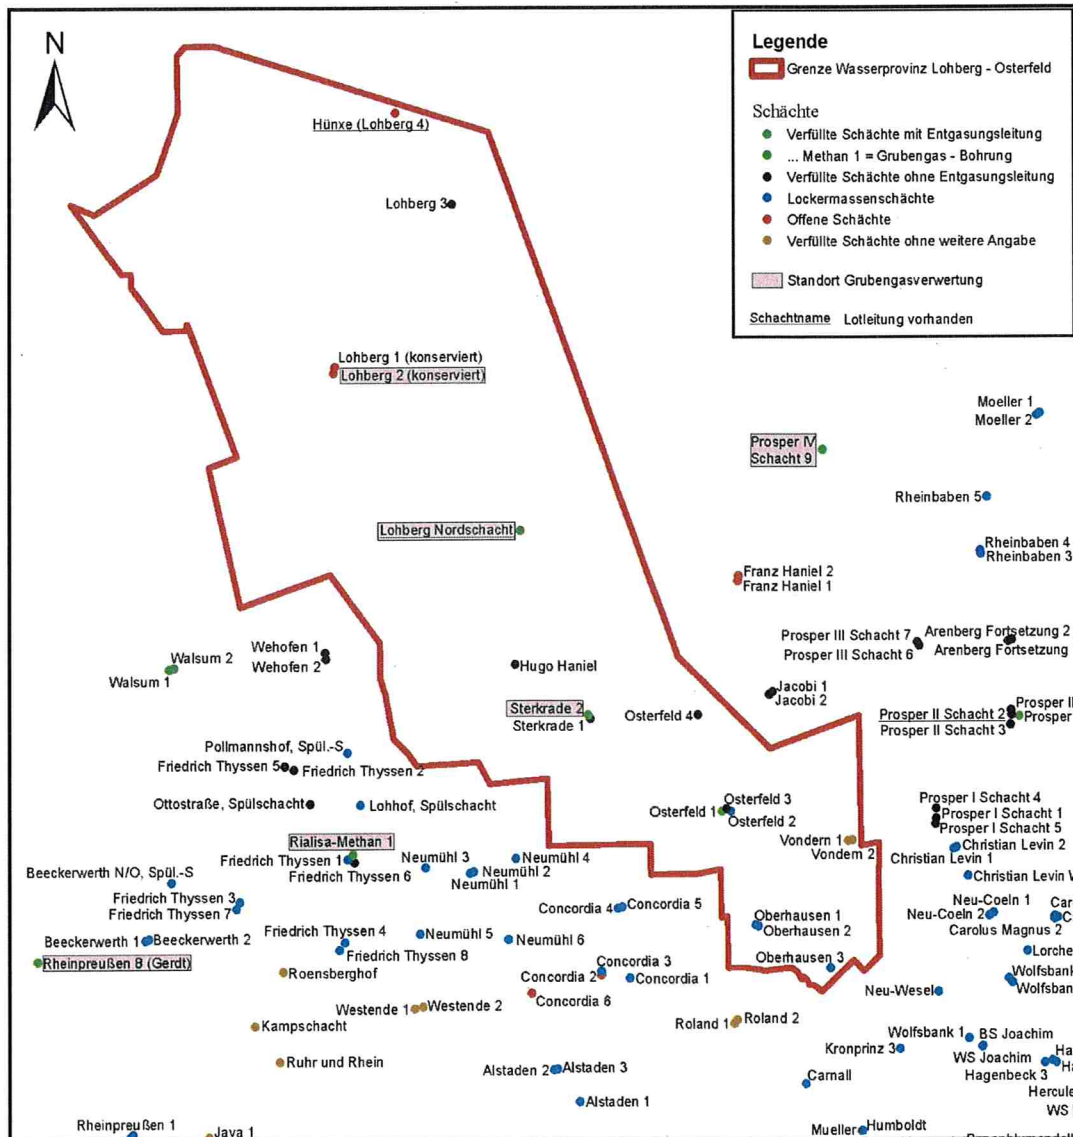 N
Legende
Grenze Wasserprovinz Lohberg - Osterfeld
Schächte
Verfüllte Schächte mit Entgasungsleitung
... Methan 1 = Grubengas - Bohrung
Verfüllte Schächte ohne Entgasungsleitung
Lockermassenschächte
Offene Schächte
Verfüllte Schächte ohne weitere Angabe
Standort Grubengasverwertung
Schachtname Lotleitung vorhanden
Hünxe (Lohberg 4)
Lohberg 3
Lohberg 1 (konserviert)
Lohberg 2 (konserviert)
Moeller 1
Moeller 2
Prosper IV
Schacht 9
Rheinbaben 5
Lohberg Nordschacht
Rheinbaben 4
Rheinbaben 3
Franz Haniel 2
Franz Haniel 1
Prosper III Schacht 7
Arenberg Fortsetzung 2
Prosper III Schacht 6
Arenberg Fortsetzung
Wehofen 1
Wehofen 2
Walsum 2
Walsum 1
Hugo Haniel
Jacobi 1
Jacobi 2
Sterkrade 2
Sterkrade 1
Osterfeld 4
Prosper II Schacht 2
Prosper II Schacht 3
Prosper II
Prosper
Pollmannshof, Spül.-S
Friedrich Thyssen 5
Friedrich Thyssen 2
Ottostraße, Spülschacht
Lohhof, Spülschacht
Osterfeld 3
Osterfeld 1
Osterfeld 2
Prosper I Schacht 4
Prosper I Schacht 1
Prosper I Schacht 5
Vondern 1
Vondern 2
Christian Levin 2
Christian Levin 1
Christian Levin W
Rialisa-Methan 1
Friedrich Thyssen 1
Friedrich Thyssen 6
Neumühl 3
Neumühl 4
Neumühl 2
Neumühl 1
Beeckerwerth N/O, Spül.-S
Friedrich Thyssen 3
Friedrich Thyssen 7
Concordia 4
Concordia 5
Oberhausen 1
Oberhausen 2
Neu-Coeln 1
Neu-Coeln 2
Carolus Magnus 2
Beeckerwerth 1
Beeckerwerth 2
Friedrich Thyssen 4
Friedrich Thyssen 8
Neumühl 5
Neumühl 6
Rheinpreußen 8 (Gerdt)
Roensberghof
Concordia 3
Concordia 2
Concordia 1
Concordia 6
Oberhausen 3
Lorche
Wolfsbank
Wolfsbank
Neu-Wesel
Westende 1
Westende 2
Kampschacht
Roland 1
Roland 2
Wolfsbank 1
BS Joachim
Kronprinz 3
WS Joachim
Hagenbeck 3
Ruhr und Rhein
Alstaden 2
Alstaden 3
Carnall
Hercule
WS
Alstaden 1
Rheinpreußen 1
Java 1
Mueller
Humboldt